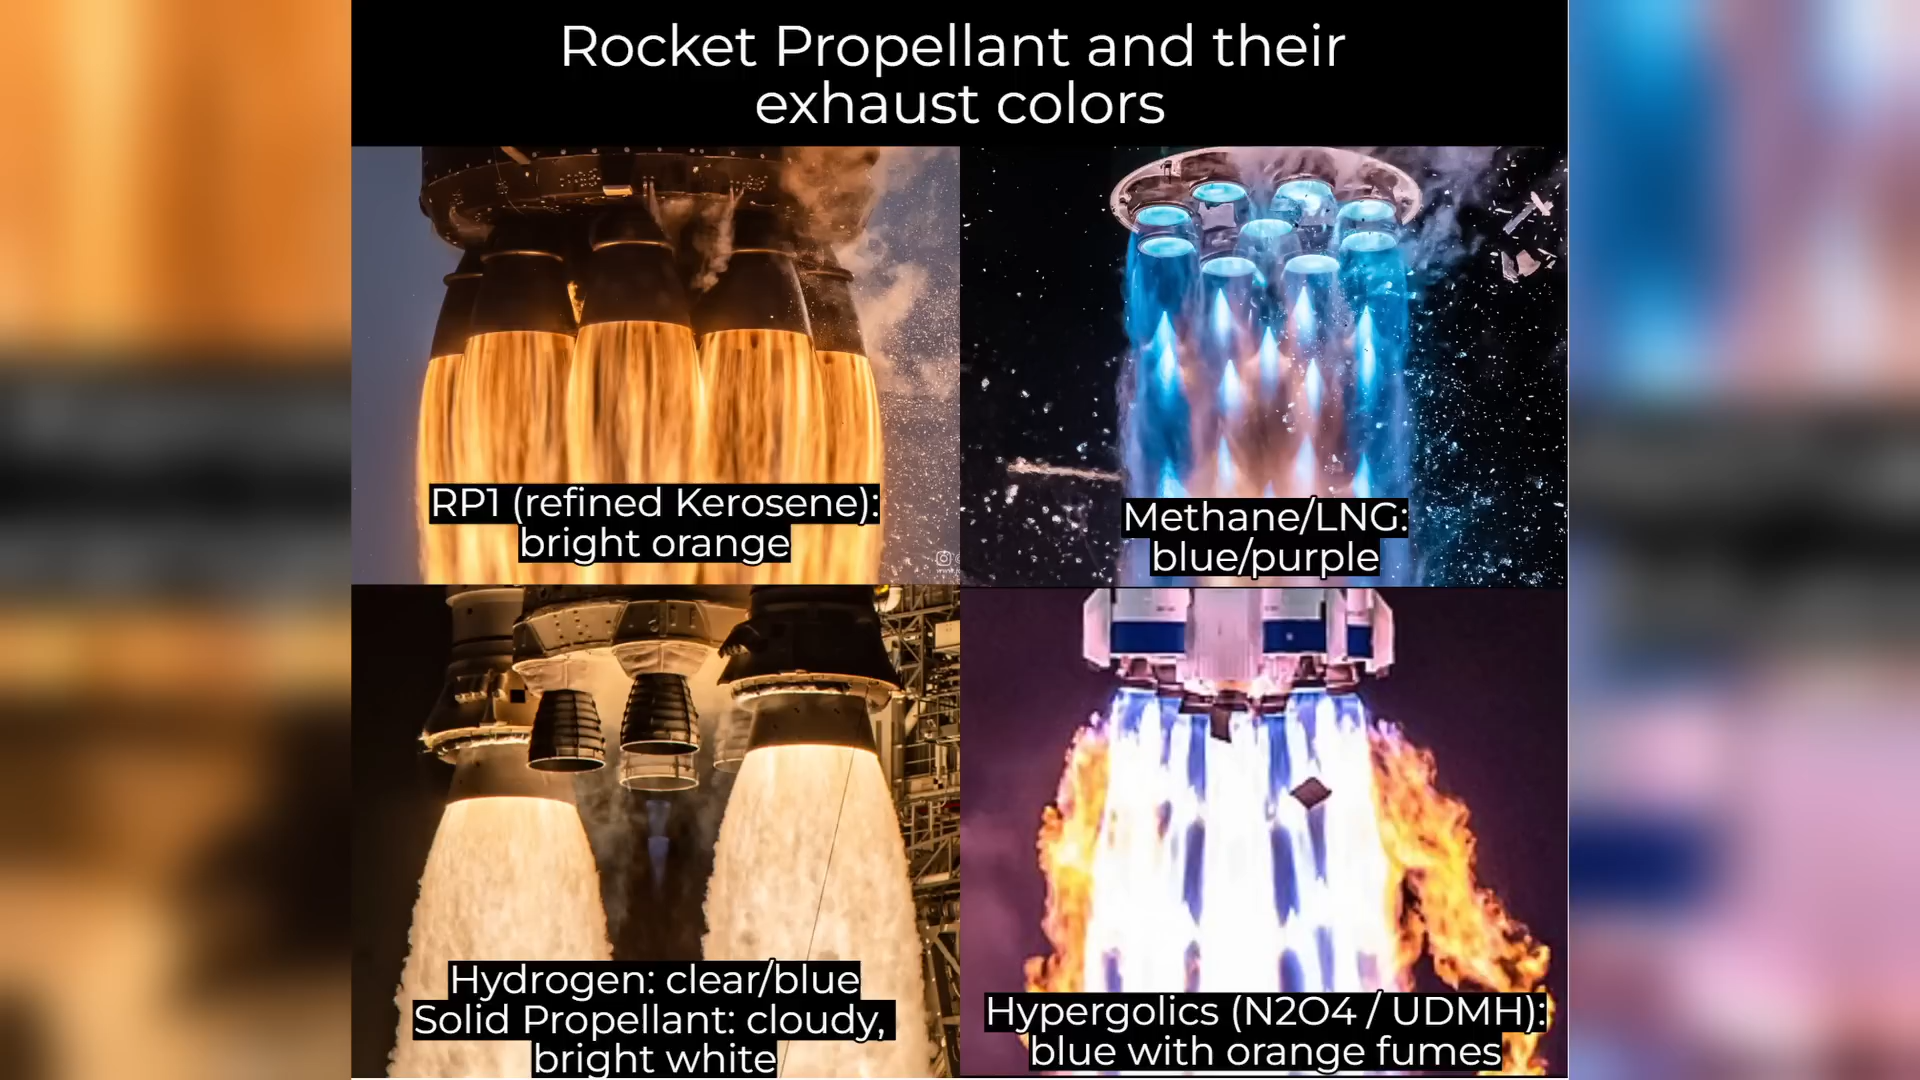 Rocket Propellant and their
exhaust colors
RP1 (refined Kerosene):
bright orange
Methane/LNG:
blue/purple
Hydrogen: clear/blue
Solid Propellant: cloudy,
bright white
Hypergolics (N2O4 / UDMH):
blue with orange fumes